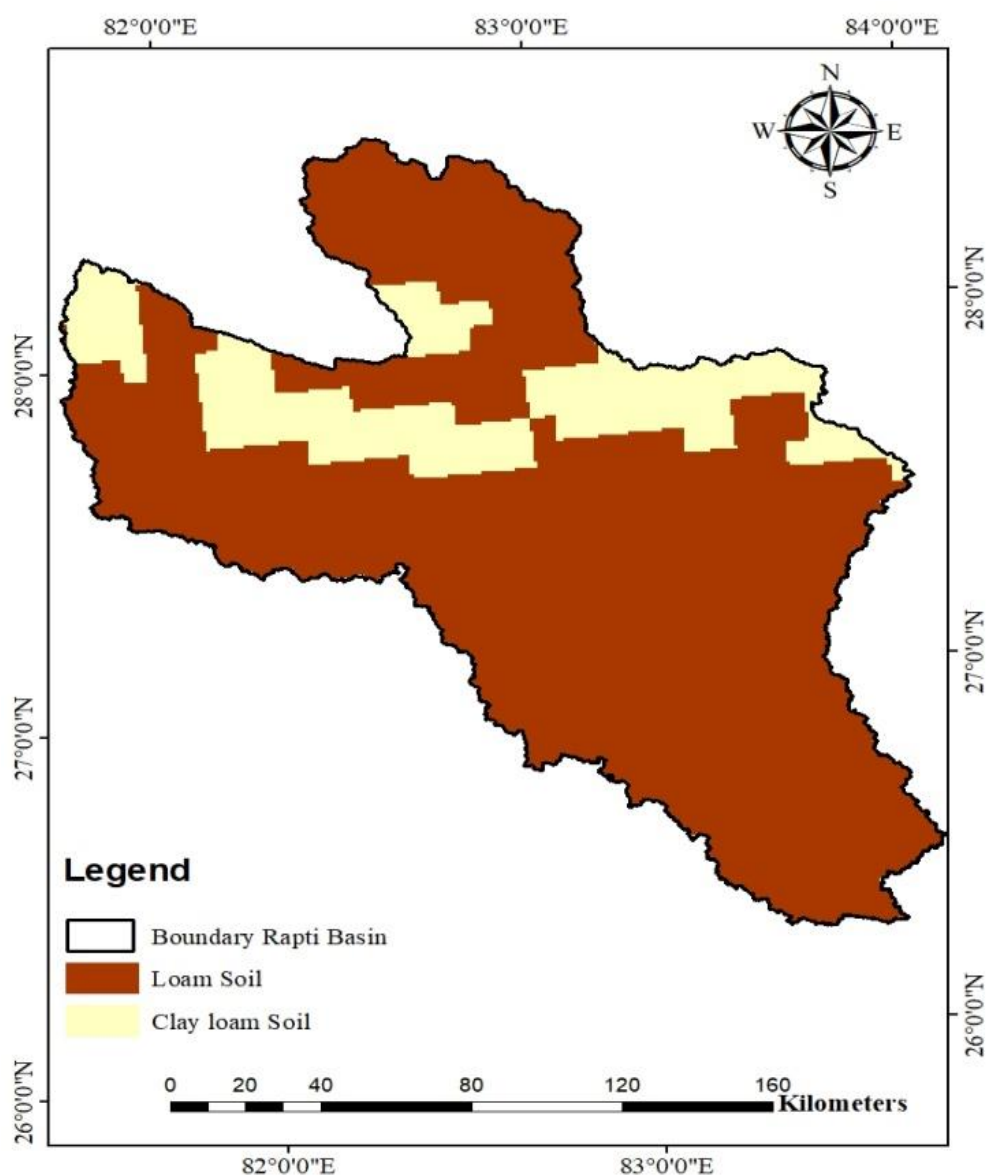 82°0'0"E 83°0'0"E 84°0'0"E
N
W E
S
28°0'0"N
28°0'0"N
27°0'0"N
27°0'0"N
Legend
Boundary Rapti Basin
Loam Soil
Clay loam Soil
26°0'0"N
0 20 40 80 120 160
Kilometers
26°0'0"N
82°0'0"E 83°0'0"E